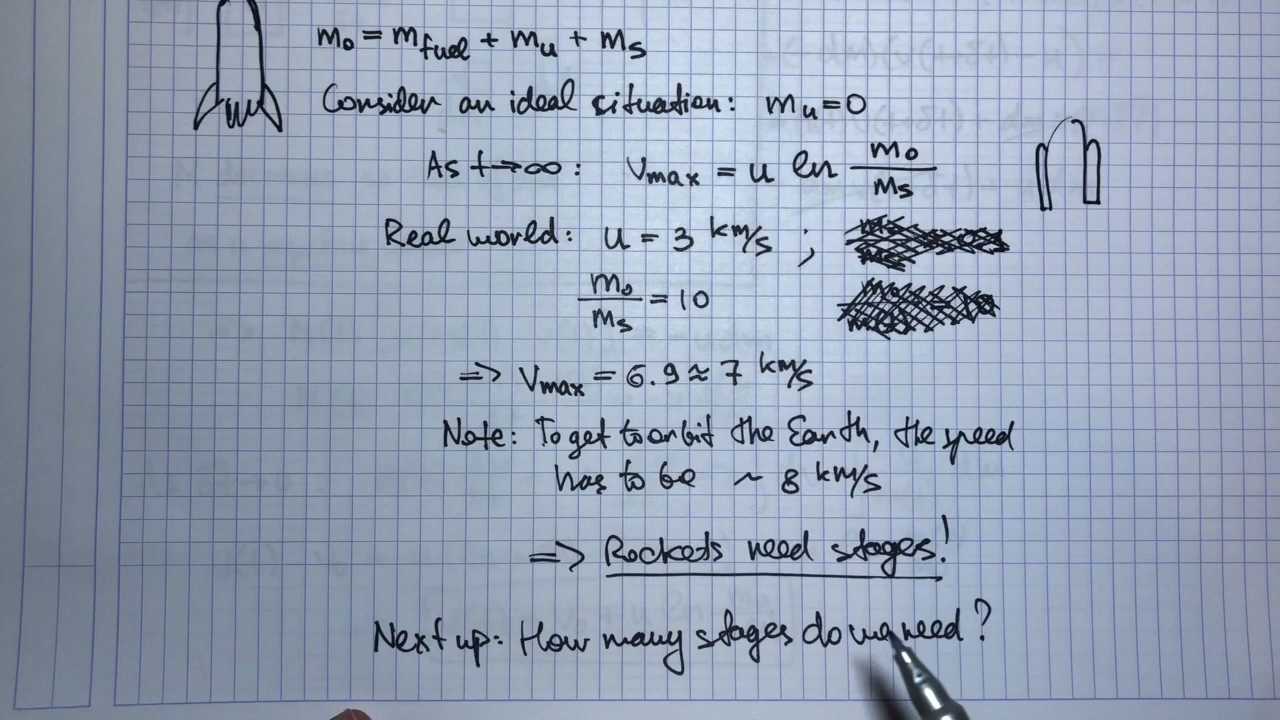 m₀ = m_fuel + m_u + m_s
Consider an ideal situation: m_u = 0
As t→∞: v_max = u ln m₀/m_s
Real world: u = 3 km/s ;
m₀/m_s = 10
=> v_max = 6.9 ≈ 7 km/s
Note: To get to orbit the Earth, the speed
has to be ~ 8 km/s
=> Rockets need stages!
Next up: How many stages do we need?